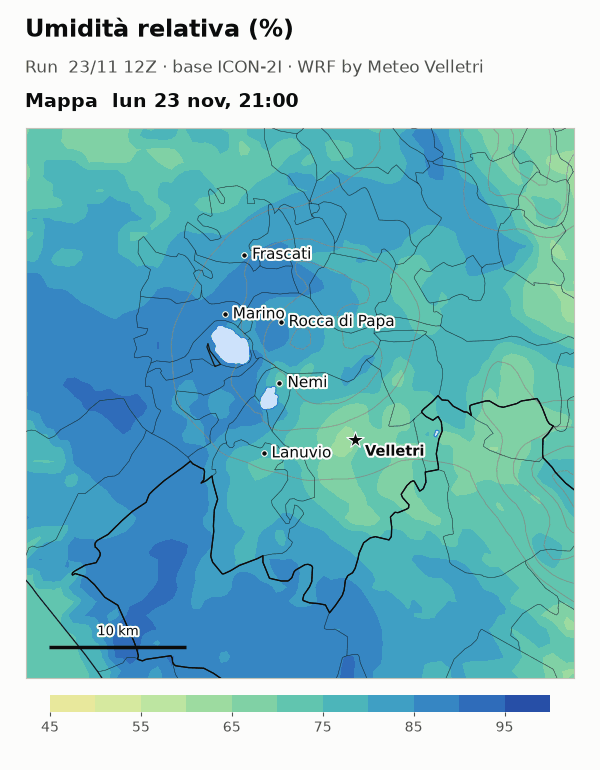 Umidità relativa (%)
Run 23/11 12Z · base ICON-2I · WRF by Meteo Velletri
Mappa lun 23 nov, 21:00
Frascati
Marino
Rocca di Papa
Nemi
Velletri
Lanuvio
10 km
45 55 65 75 85 95